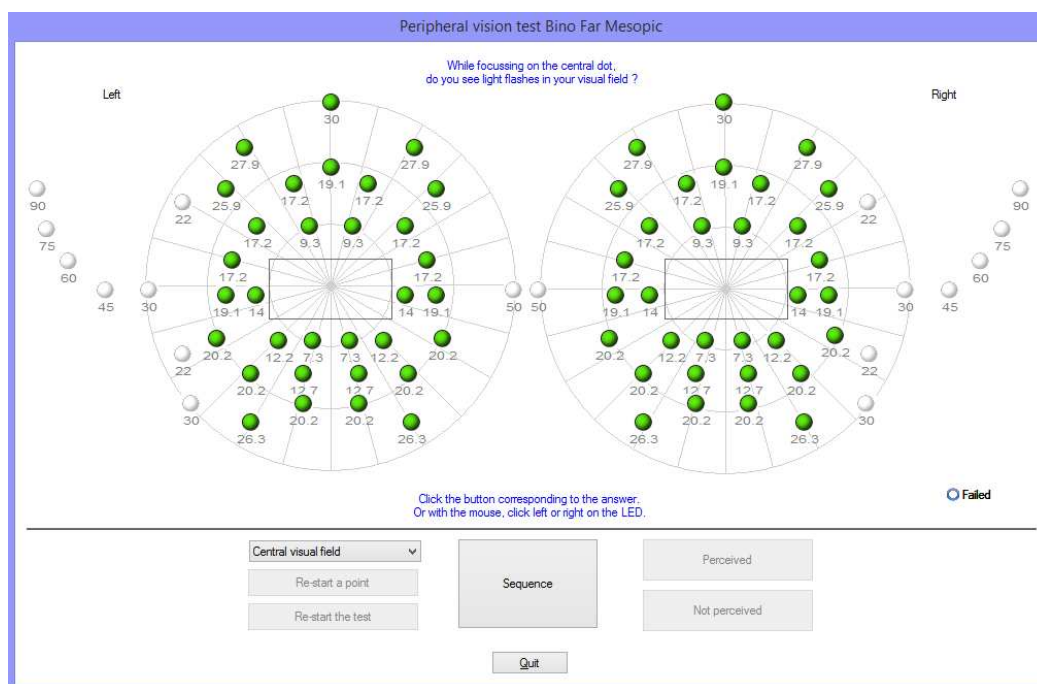 Peripheral vision test Bino Far Mesopic
While focussing on the central dot,
do you see light flashes in your visual field ?
Left
Right
30 30
27.9 27.9 27.9 27.9
19.1 19.1
17.2 17.2 17.2 17.2
25.9 25.9 25.9 25.9
90 90
22 22
17.2 9.3 9.3 17.2 17.2 9.3 9.3 17.2
75 75
60 17.2 17.2 17.2 17.2 60
45 30 19.1 14 14 19.1 50 50 19.1 14 14 19.1 30 45
20.2 20.2 20.2 20.2
22 12.2 7.3 7.3 12.2 12.2 7.3 7.3 12.2 22
20.2 12.7 12.7 20.2 20.2 12.7 12.7 20.2
30 20.2 20.2 20.2 20.2 30
26.3 26.3 26.3 26.3
Click the button corresponding to the answer.
Or with the mouse, click left or right on the LED.
Failed
Central visual field
Re-start a point
Re-start the test
Sequence
Perceived
Not perceived
Quit